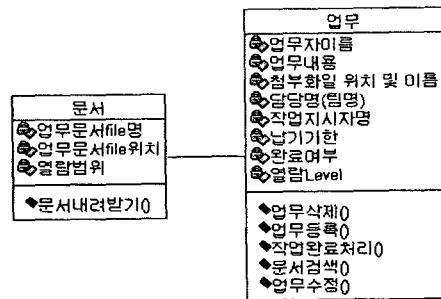 문서
업무문서file명
업무문서file위치
열람범위
문서내려받기()
업무
업무자이름
업무내용
첨부화일 위치 및 이름
담당명(팀명)
작업지시자명
납기기한
완료여부
열람Level
업무삭제()
업무등록()
작업완료처리()
문서검색()
업무수정()